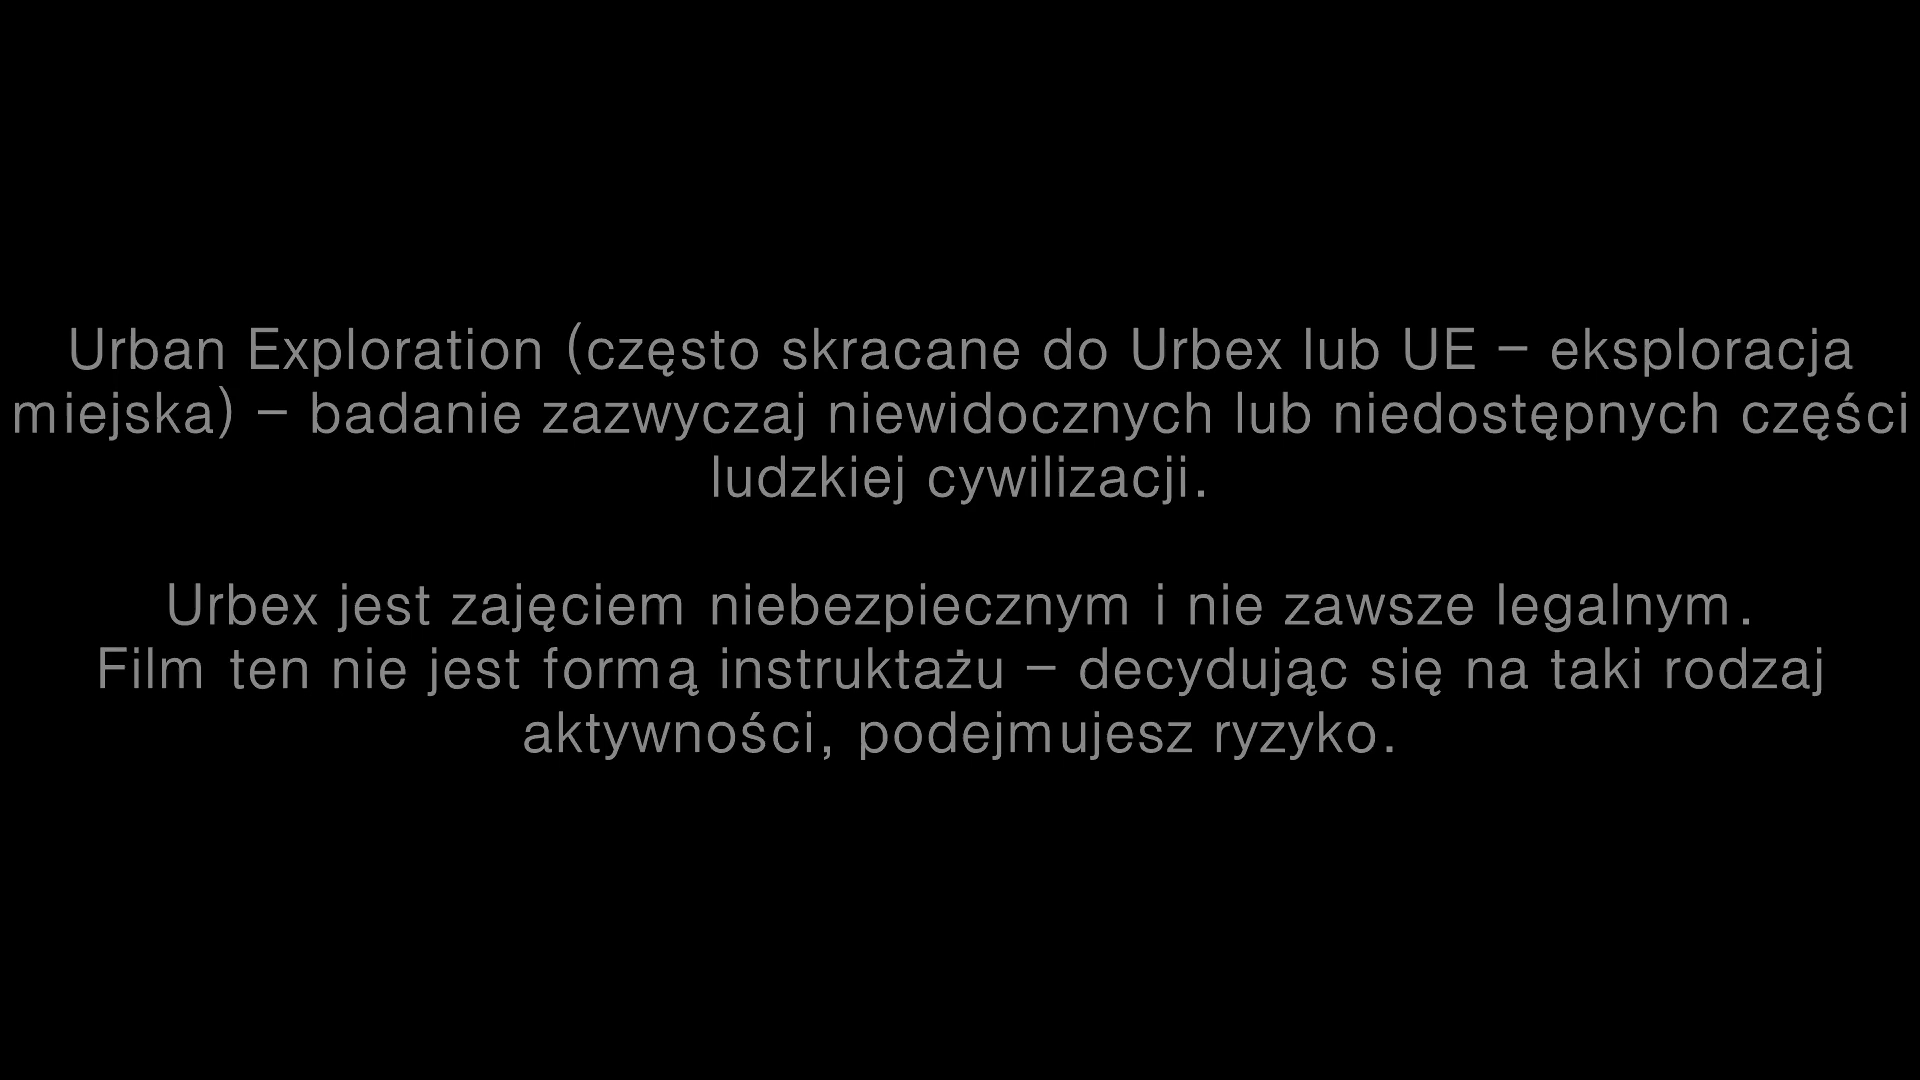 Urban Exploration (często skracane do Urbex lub UE – eksploracja
miejska) – badanie zazwyczaj niewidocznych lub niedostępnych części
ludzkiej cywilizacji.
Urbex jest zajęciem niebezpiecznym i nie zawsze legalnym.
Film ten nie jest formą instruktażu – decydując się na taki rodzaj
aktywności, podejmujesz ryzyko.